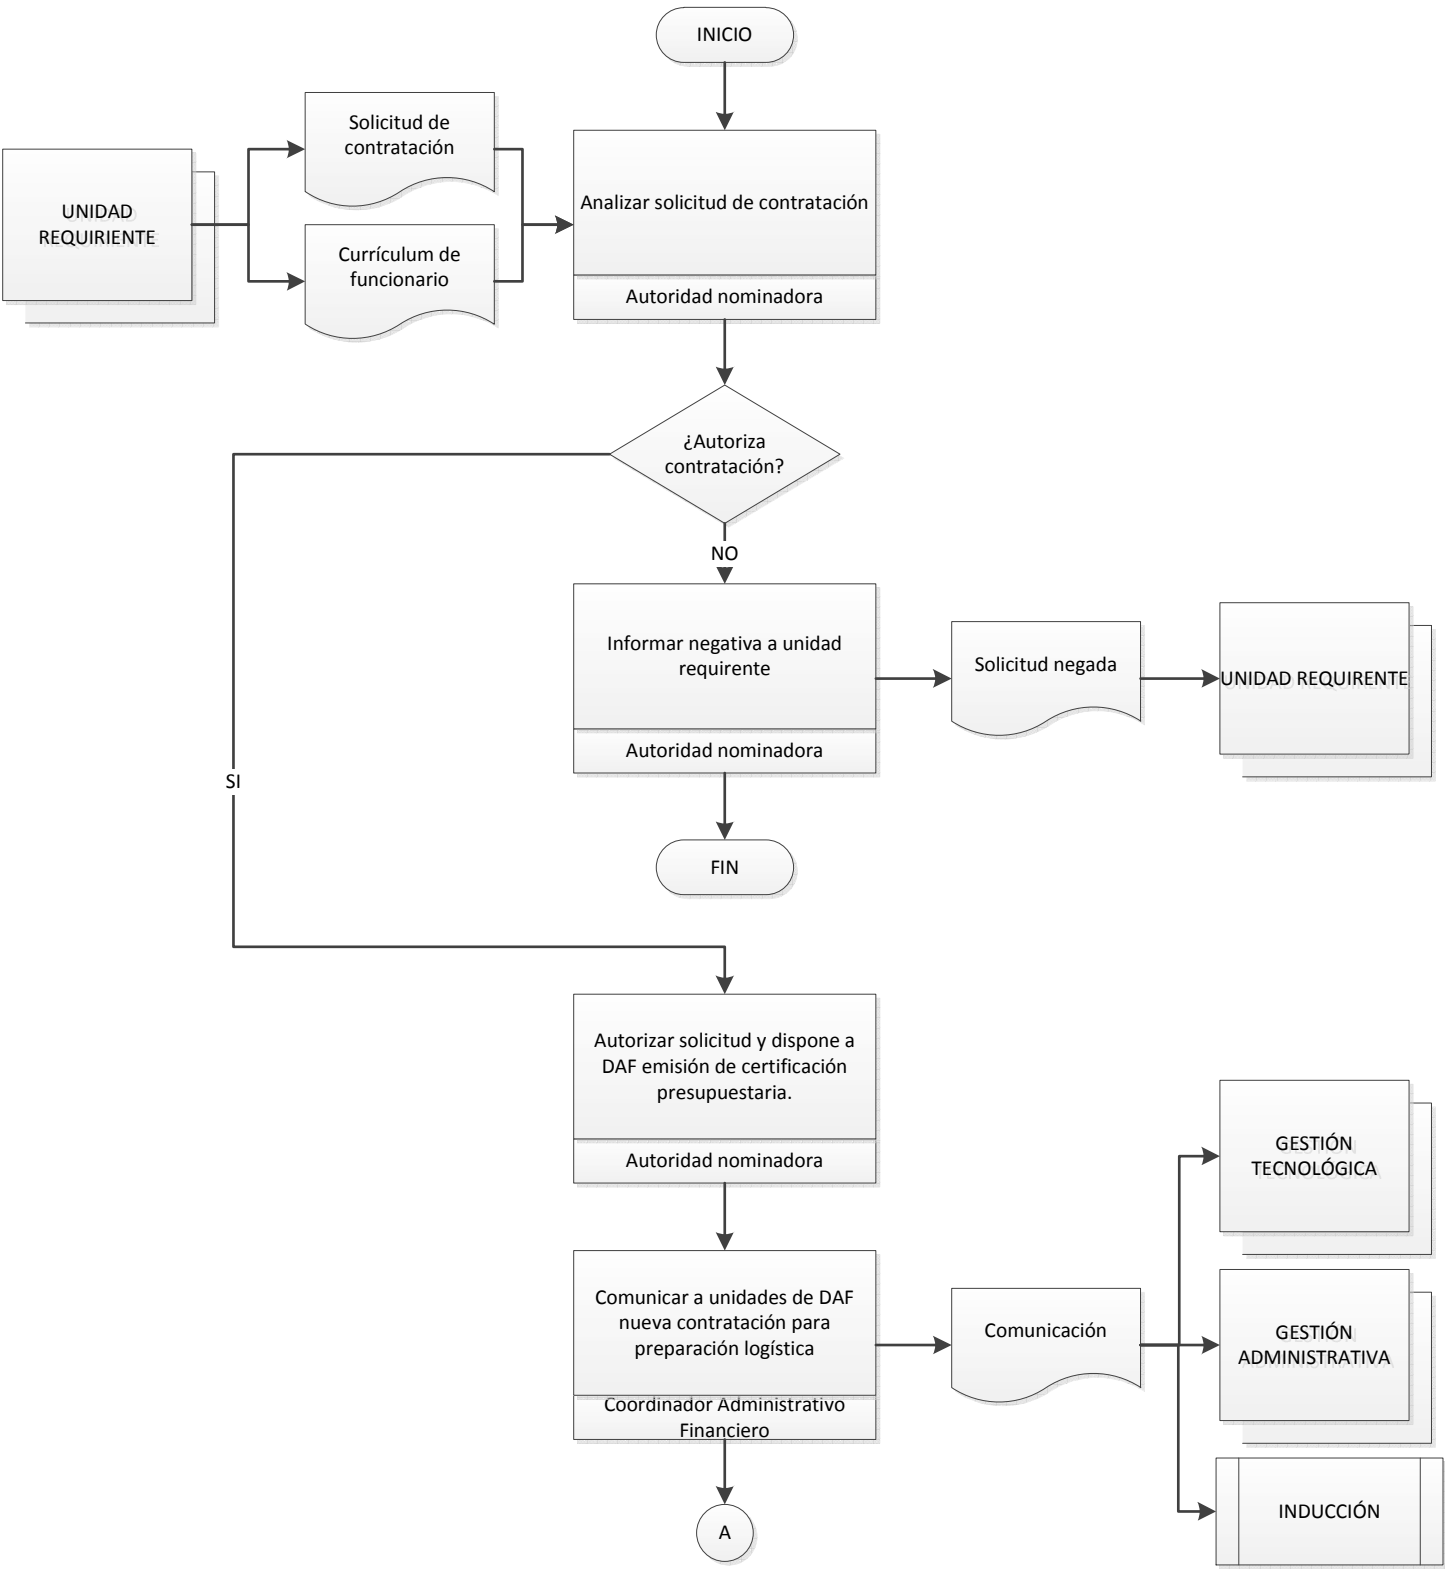 INICIO
Solicitud de
contratación
UNIDAD
REQUIRIENTE
Currículum de
funcionario
Analizar solicitud de contratación
Autoridad nominadora
¿Autoriza
contratación?
NO
Informar negativa a unidad
requirente
Autoridad nominadora
Solicitud negada
UNIDAD REQUIRENTE
SI
FIN
Autorizar solicitud y dispone a
DAF emisión de certificación
presupuestaria.
Autoridad nominadora
Comunicar a unidades de DAF
nueva contratación para
preparación logística
Coordinador Administrativo
Financiero
Comunicación
GESTIÓN
TECNOLÓGICA
GESTIÓN
ADMINISTRATIVA
INDUCCIÓN
A